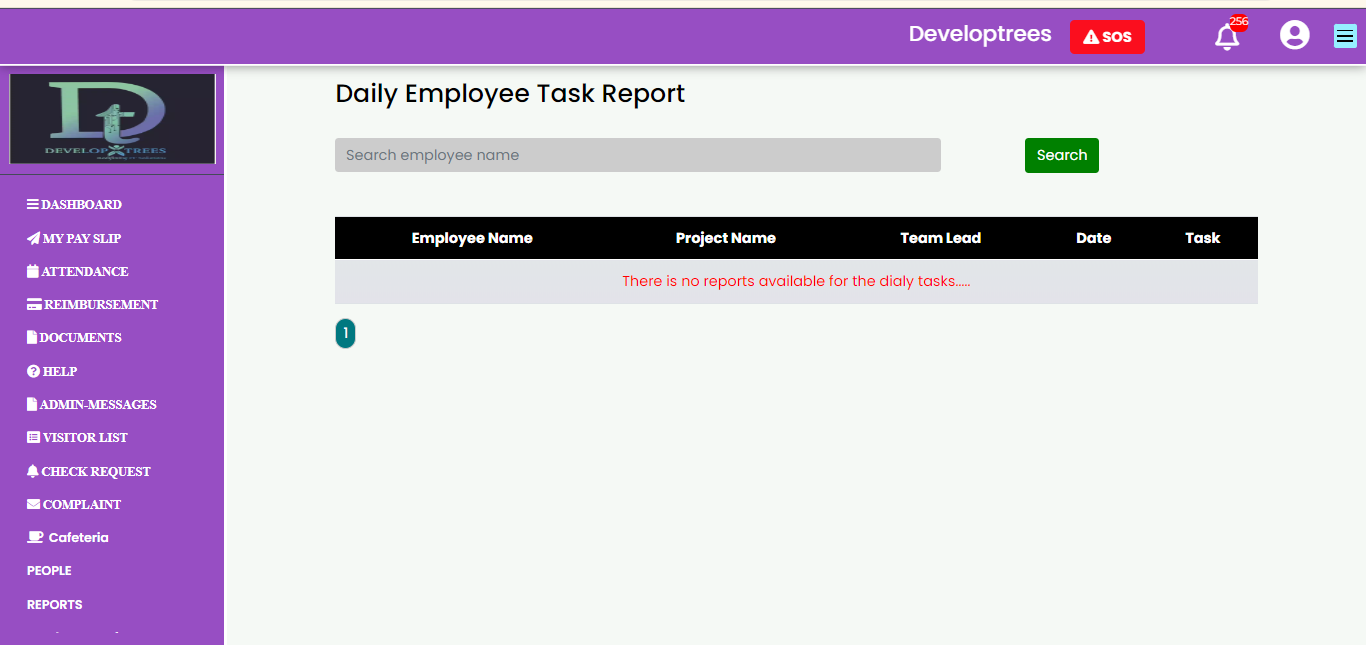 Developtrees
SOS
256
DEVELOP TREES
Daily Employee Task Report
Search employee name
Search
DASHBOARD
MY PAY SLIP
ATTENDANCE
REIMBURSEMENT
DOCUMENTS
HELP
ADMIN-MESSAGES
VISITOR LIST
CHECK REQUEST
COMPLAINT
Cafeteria
PEOPLE
REPORTS
Employee Name Project Name Team Lead Date Task
There is no reports available for the dialy tasks.....
1